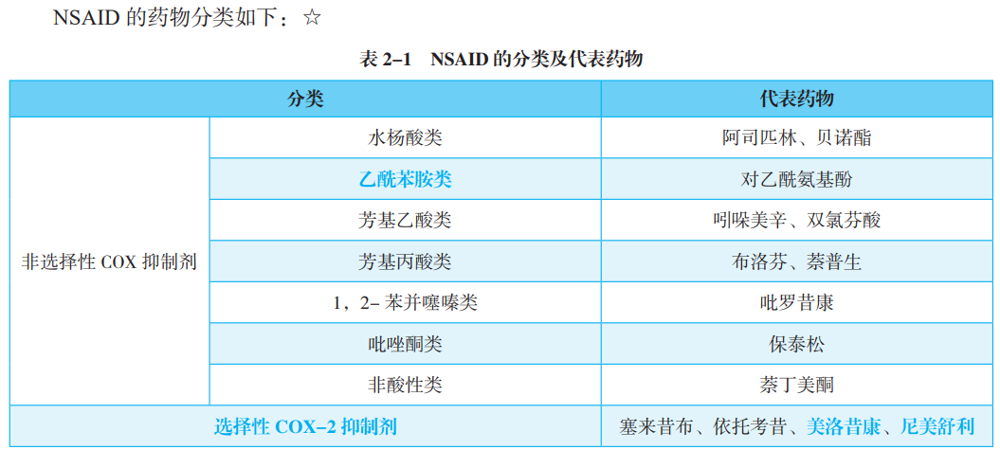 NSAID 的药物分类如下：☆
表 2–1 NSAID 的分类及代表药物
分类 代表药物
非选择性 COX 抑制剂
水杨酸类 阿司匹林、贝诺酯
乙酰苯胺类 对乙酰氨基酚
芳基乙酸类 吲哚美辛、双氯芬酸
芳基丙酸类 布洛芬、萘普生
1，2– 苯并噻嗪类 吡罗昔康
吡唑酮类 保泰松
非酸性类 萘丁美酮
选择性 COX–2 抑制剂 塞来昔布、依托考昔、美洛昔康、尼美舒利